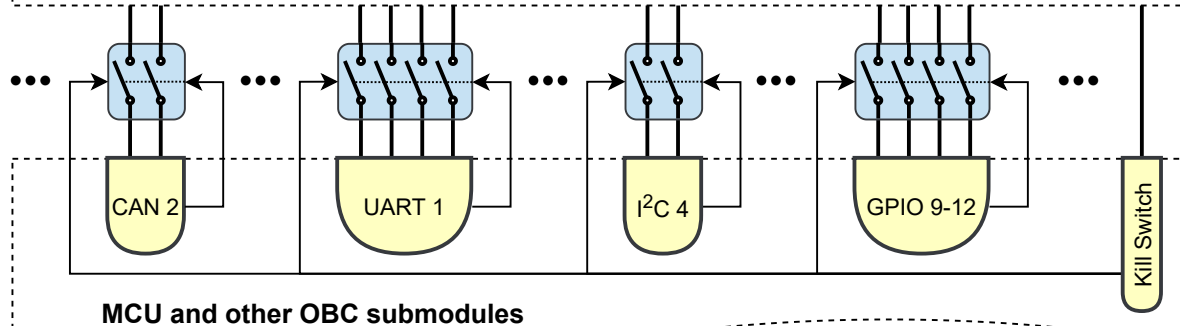 CAN 2
UART 1
I²C 4
GPIO 9-12
Kill Switch
MCU and other OBC submodules